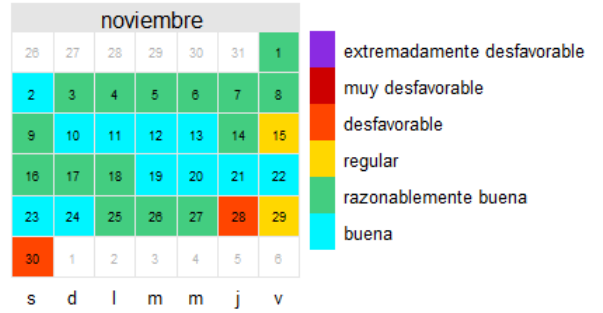 noviembre
26 27 28 29 30 31 1
2 3 4 5 6 7 8
9 10 11 12 13 14 15
16 17 18 19 20 21 22
23 24 25 26 27 28 29
30 1 2 3 4 5 6
s d l m m j v
extremadamente desfavorable
muy desfavorable
desfavorable
regular
razonablemente buena
buena